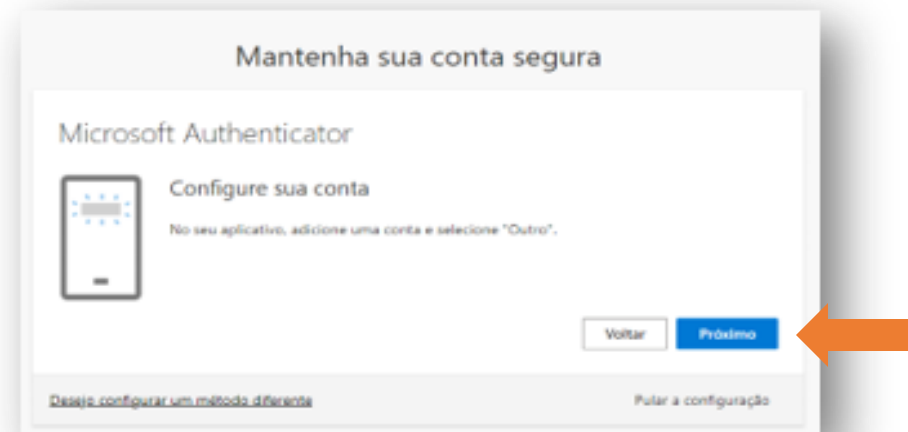 Mantenha sua conta segura
Microsoft Authenticator
Configure sua conta
No seu aplicativo, adicione uma conta e selecione "Outro".
Voltar
Próximo
Desejo configurar um método diferente
Pular a configuração